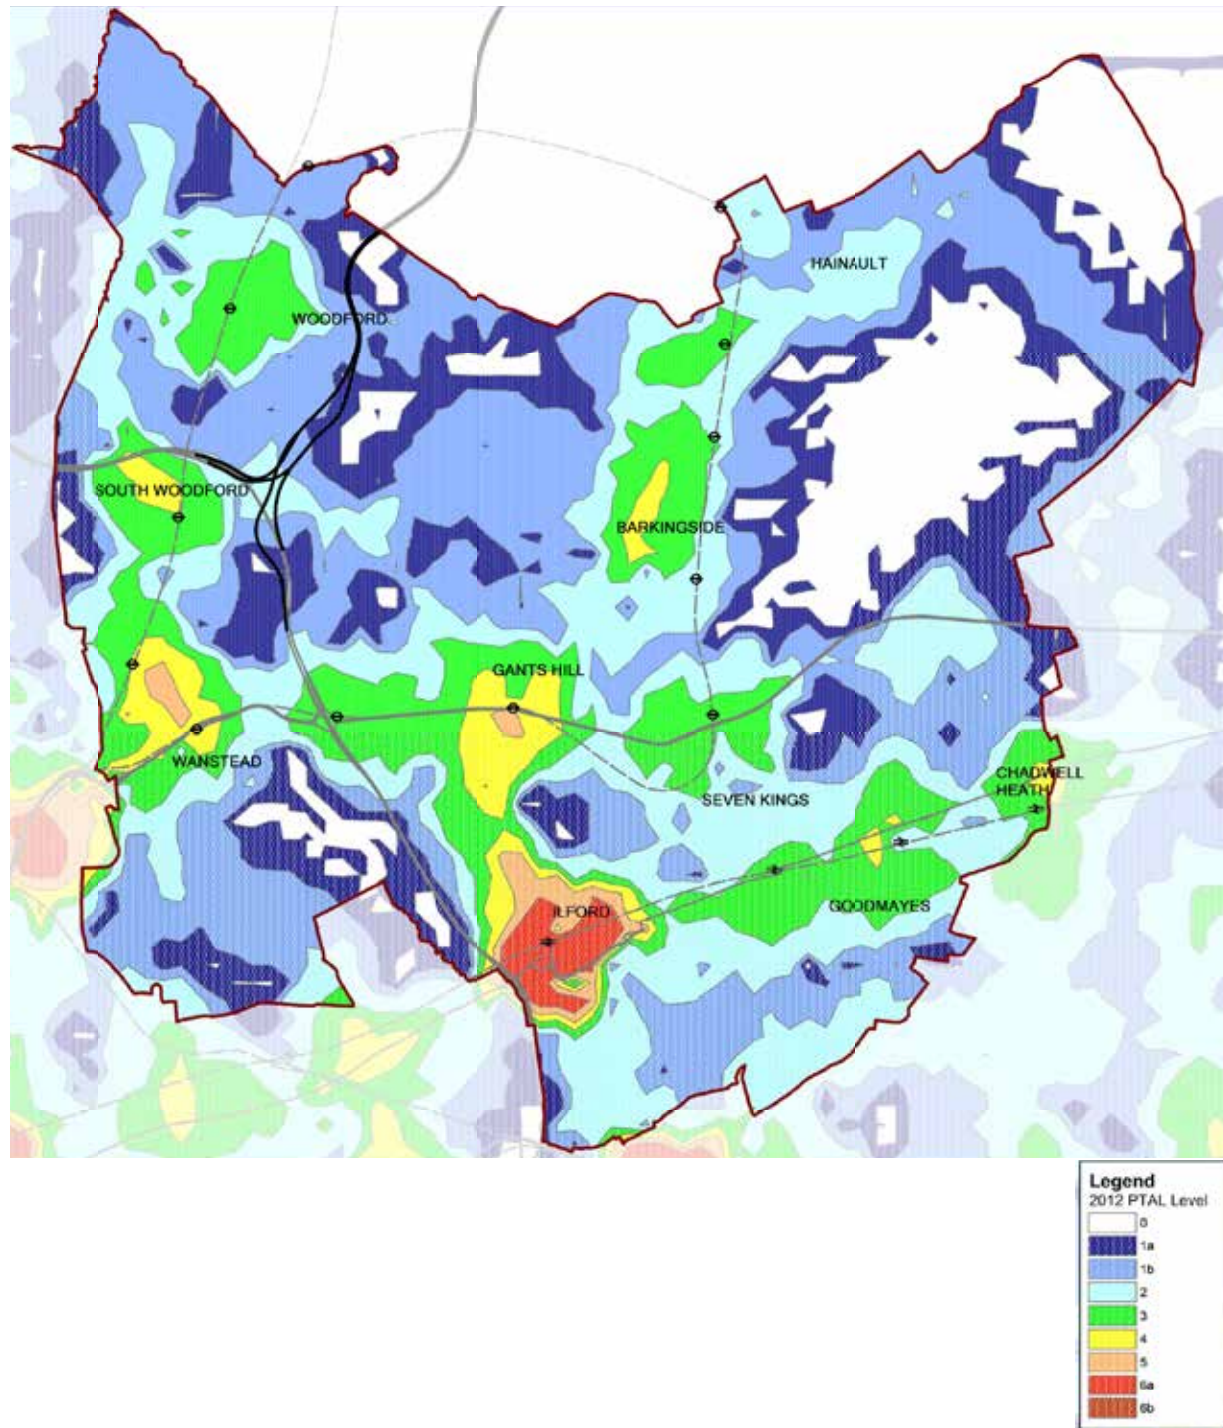 HAINAULT
WOODFORD
SOUTH WOODFORD
BARKINGSIDE
GANTS HILL
WANSTEAD
CHADWELL
HEATH
SEVEN KINGS
GOODMAYES
ILFORD
Legend
2012 PTAL Level
0
1a
1b
2
3
4
5
6a
6b